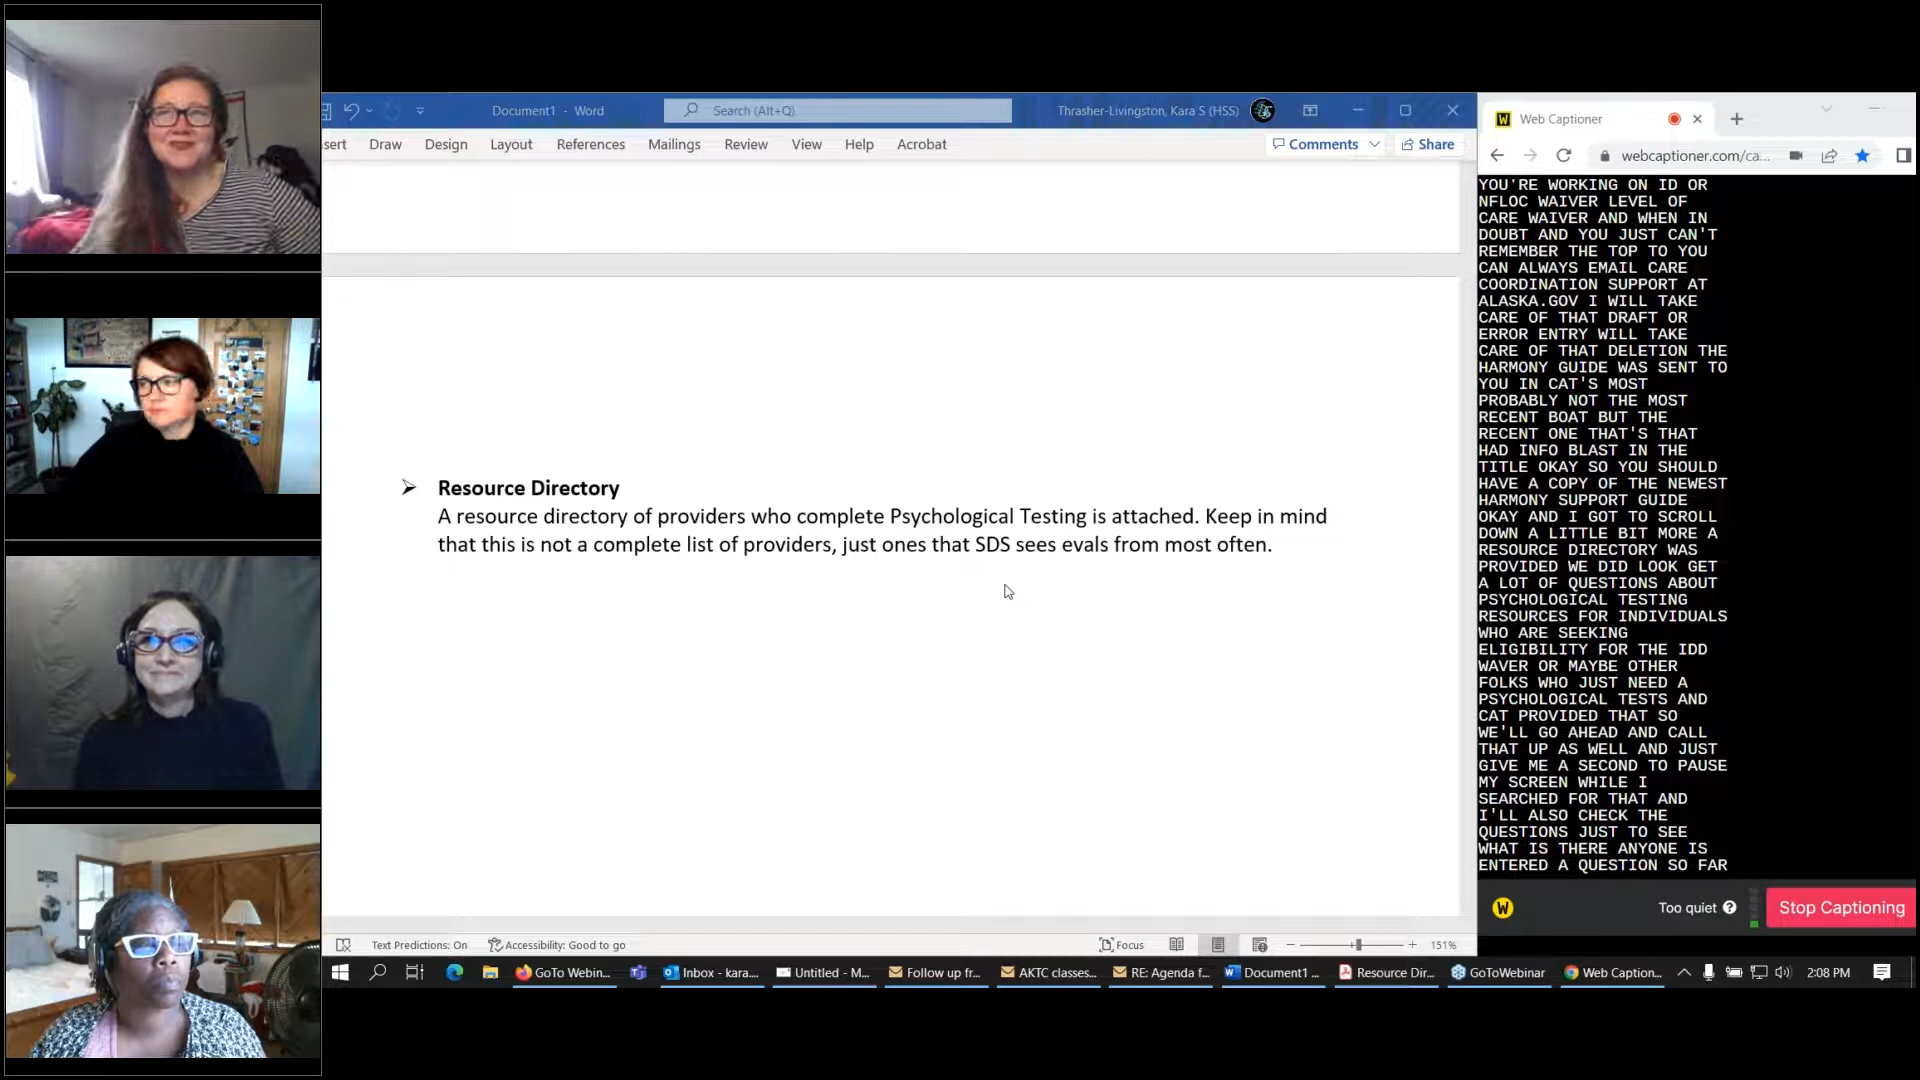 Document1 - Word
Search (Alt+Q)
Thrasher-Livingston, Kara S (HSS)
sert Draw Design Layout References Mailings Review View Help Acrobat
Comments
Share
Resource Directory
A resource directory of providers who complete Psychological Testing is attached. Keep in mind
that this is not a complete list of providers, just ones that SDS sees evals from most often.
Text Predictions: On
Accessibility: Good to go
Focus
151%
Web Captioner
webcaptioner.com/ca...
YOU'RE WORKING ON ID OR
NFLOC WAIVER LEVEL OF
CARE WAIVER AND WHEN IN
DOUBT AND YOU JUST CAN'T
REMEMBER THE TOP TO YOU
CAN ALWAYS EMAIL CARE
COORDINATION SUPPORT AT
ALASKA.GOV I WILL TAKE
CARE OF THAT DRAFT OR
ERROR ENTRY WILL TAKE
CARE OF THAT DELETION THE
HARMONY GUIDE WAS SENT TO
YOU IN CAT'S MOST
PROBABLY NOT THE MOST
RECENT BOAT BUT THE
RECENT ONE THAT'S THAT
HAD INFO BLAST IN THE
TITLE OKAY SO YOU SHOULD
HAVE A COPY OF THE NEWEST
HARMONY SUPPORT GUIDE
OKAY AND I GOT TO SCROLL
DOWN A LITTLE BIT MORE A
RESOURCE DIRECTORY WAS
PROVIDED WE DID LOOK GET
A LOT OF QUESTIONS ABOUT
PSYCHOLOGICAL TESTING
RESOURCES FOR INDIVIDUALS
WHO ARE SEEKING
ELIGIBILITY FOR THE IDD
WAVER OR MAYBE OTHER
FOLKS WHO JUST NEED A
PSYCHOLOGICAL TESTS AND
CAT PROVIDED THAT SO
WE'LL GO AHEAD AND CALL
THAT UP AS WELL AND JUST
GIVE ME A SECOND TO PAUSE
MY SCREEN WHILE I
SEARCHED FOR THAT AND
I'LL ALSO CHECK THE
QUESTIONS JUST TO SEE
WHAT IS THERE ANYONE IS
ENTERED A QUESTION SO FAR
W
Too quiet
Stop Captioning
GoTo Webin...
Inbox - kara....
Untitled - M...
Follow up fr...
AKTC classes...
RE: Agenda f...
Document1 ...
Resource Dir...
GoToWebinar
Web Caption...
2:08 PM